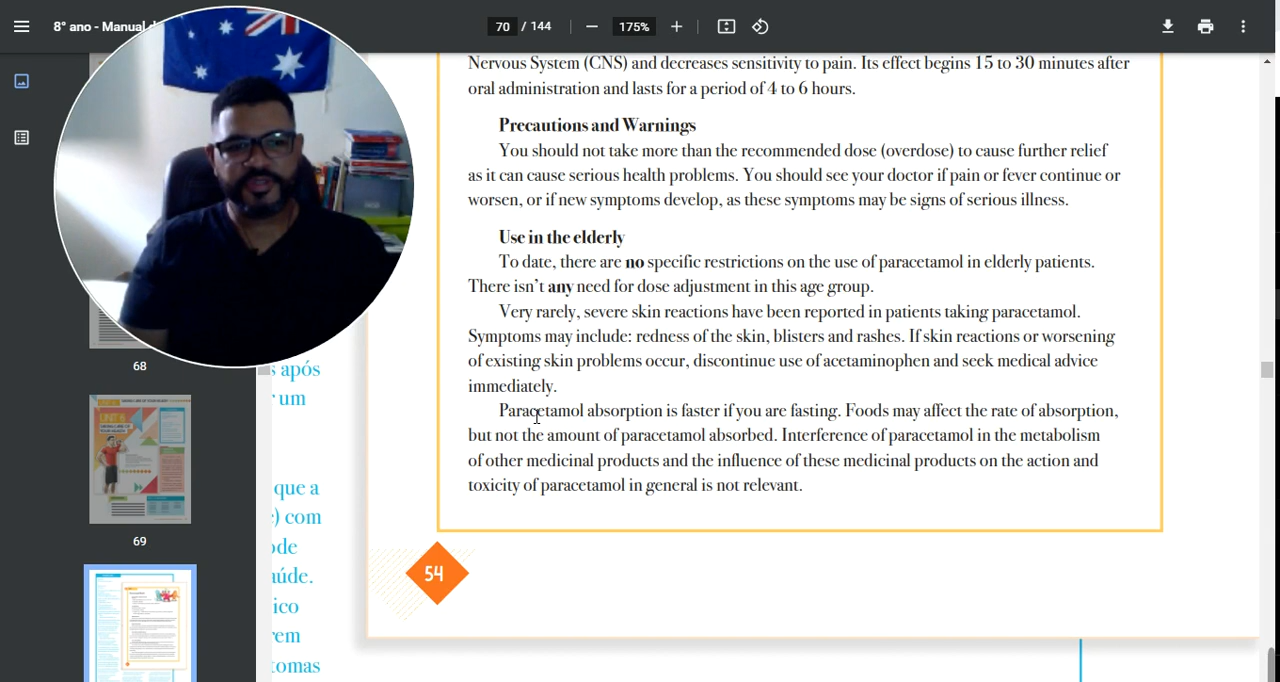 8° ano - Manual d
70 / 144
175%
Nervous System (CNS) and decreases sensitivity to pain. Its effect begins 15 to 30 minutes after
oral administration and lasts for a period of 4 to 6 hours.
Precautions and Warnings
You should not take more than the recommended dose (overdose) to cause further relief
as it can cause serious health problems. You should see your doctor if pain or fever continue or
worsen, or if new symptoms develop, as these symptoms may be signs of serious illness.
Use in the elderly
To date, there are no specific restrictions on the use of paracetamol in elderly patients.
There isn't any need for dose adjustment in this age group.
Very rarely, severe skin reactions have been reported in patients taking paracetamol.
Symptoms may include: redness of the skin, blisters and rashes. If skin reactions or worsening
of existing skin problems occur, discontinue use of acetaminophen and seek medical advice
immediately.
Paracetamol absorption is faster if you are fasting. Foods may affect the rate of absorption,
but not the amount of paracetamol absorbed. Interference of paracetamol in the metabolism
of other medicinal products and the influence of these medicinal products on the action and
toxicity of paracetamol in general is not relevant.
54
68
69
s após
r um
que a
) com
ode
aúde.
ico
rem
tomas